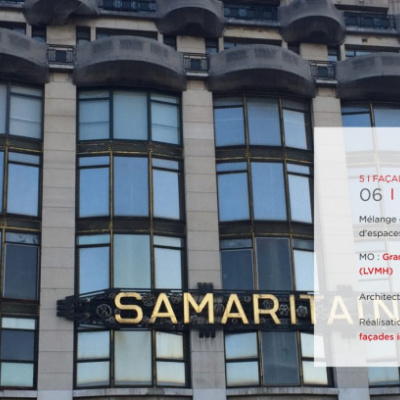 SAMARITAIN
5 I FAÇA
06 I
Mélange
d'espaces
MO : Gra
(LVMH)
Architect
Réalisatio
façades i